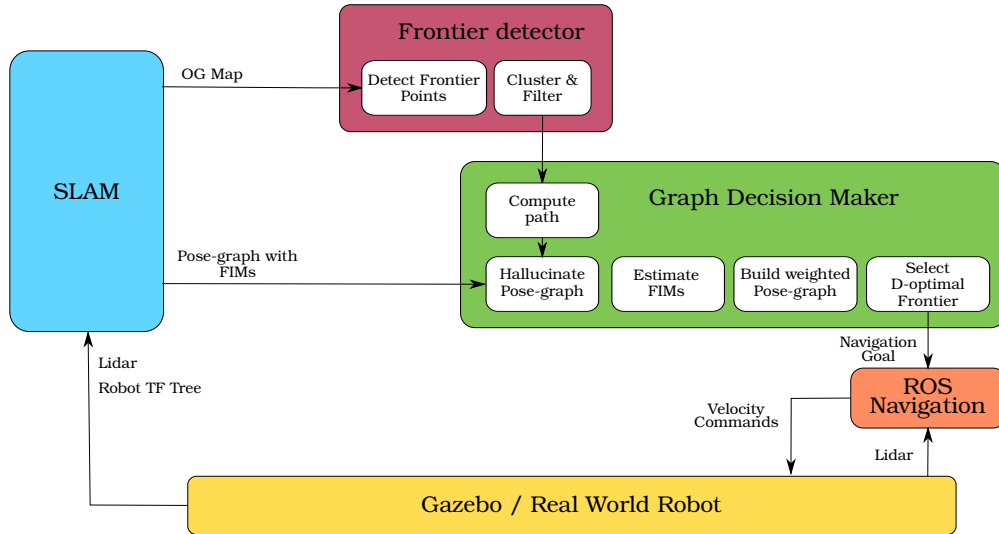 Frontier detector
OG Map
Detect Frontier
Points
Cluster &
Filter
SLAM
Graph Decision Maker
Compute
path
Pose-graph with
FIMs
Hallucinate
Pose-graph
Estimate
FIMs
Build weighted
Pose-graph
Select
D-optimal
Frontier
Navigation
Goal
Lidar
Robot TF Tree
ROS
Navigation
Velocity
Commands
Lidar
Gazebo / Real World Robot